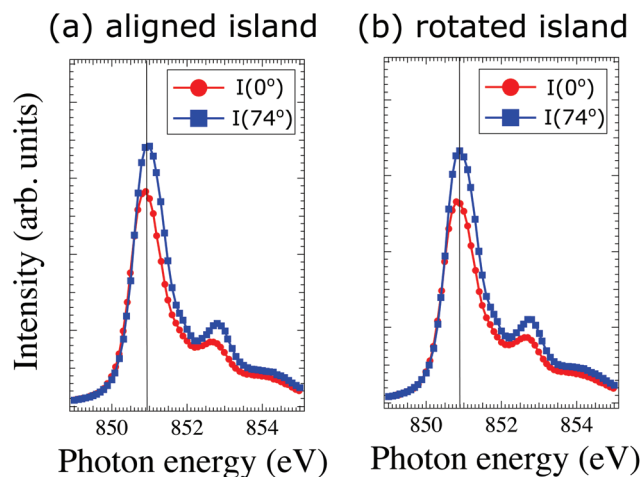 (a) aligned island
(b) rotated island
I(0°)
I(74°)
I(0°)
I(74°)
Intensity (arb. units)
850
852
854
850
852
854
Photon energy (eV)
Photon energy (eV)